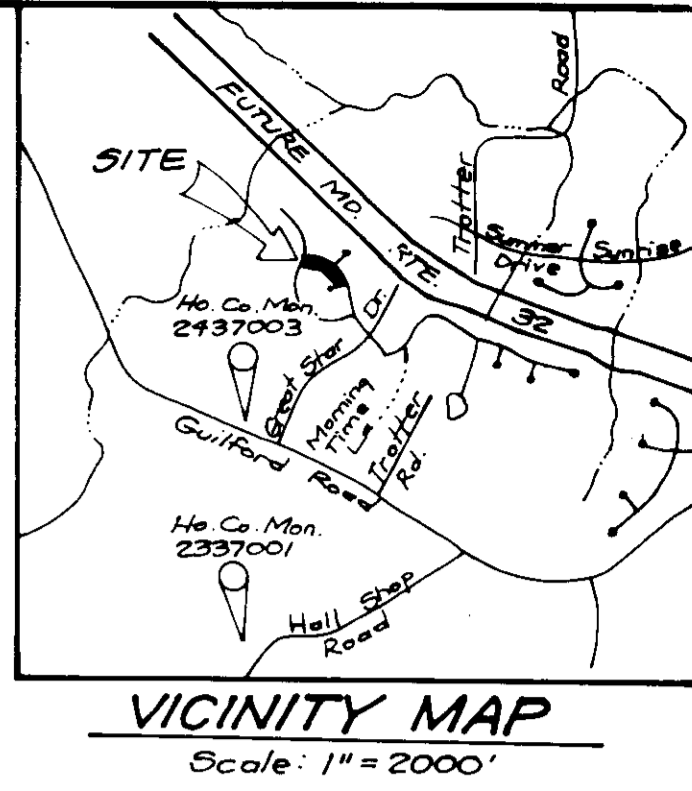 Road
FUTURE MD. RTE. 32
SITE
Trotter
Summer Sunrise
Drive
Ho. Co. Mon.
2437003
Great Star Dr.
Morning
Time
La.
Trotter
Rd.
Guilford Road
Ho. Co. Mon.
2337001
Hall Shop
Road
VICINITY MAP
Scale: 1" = 2000'